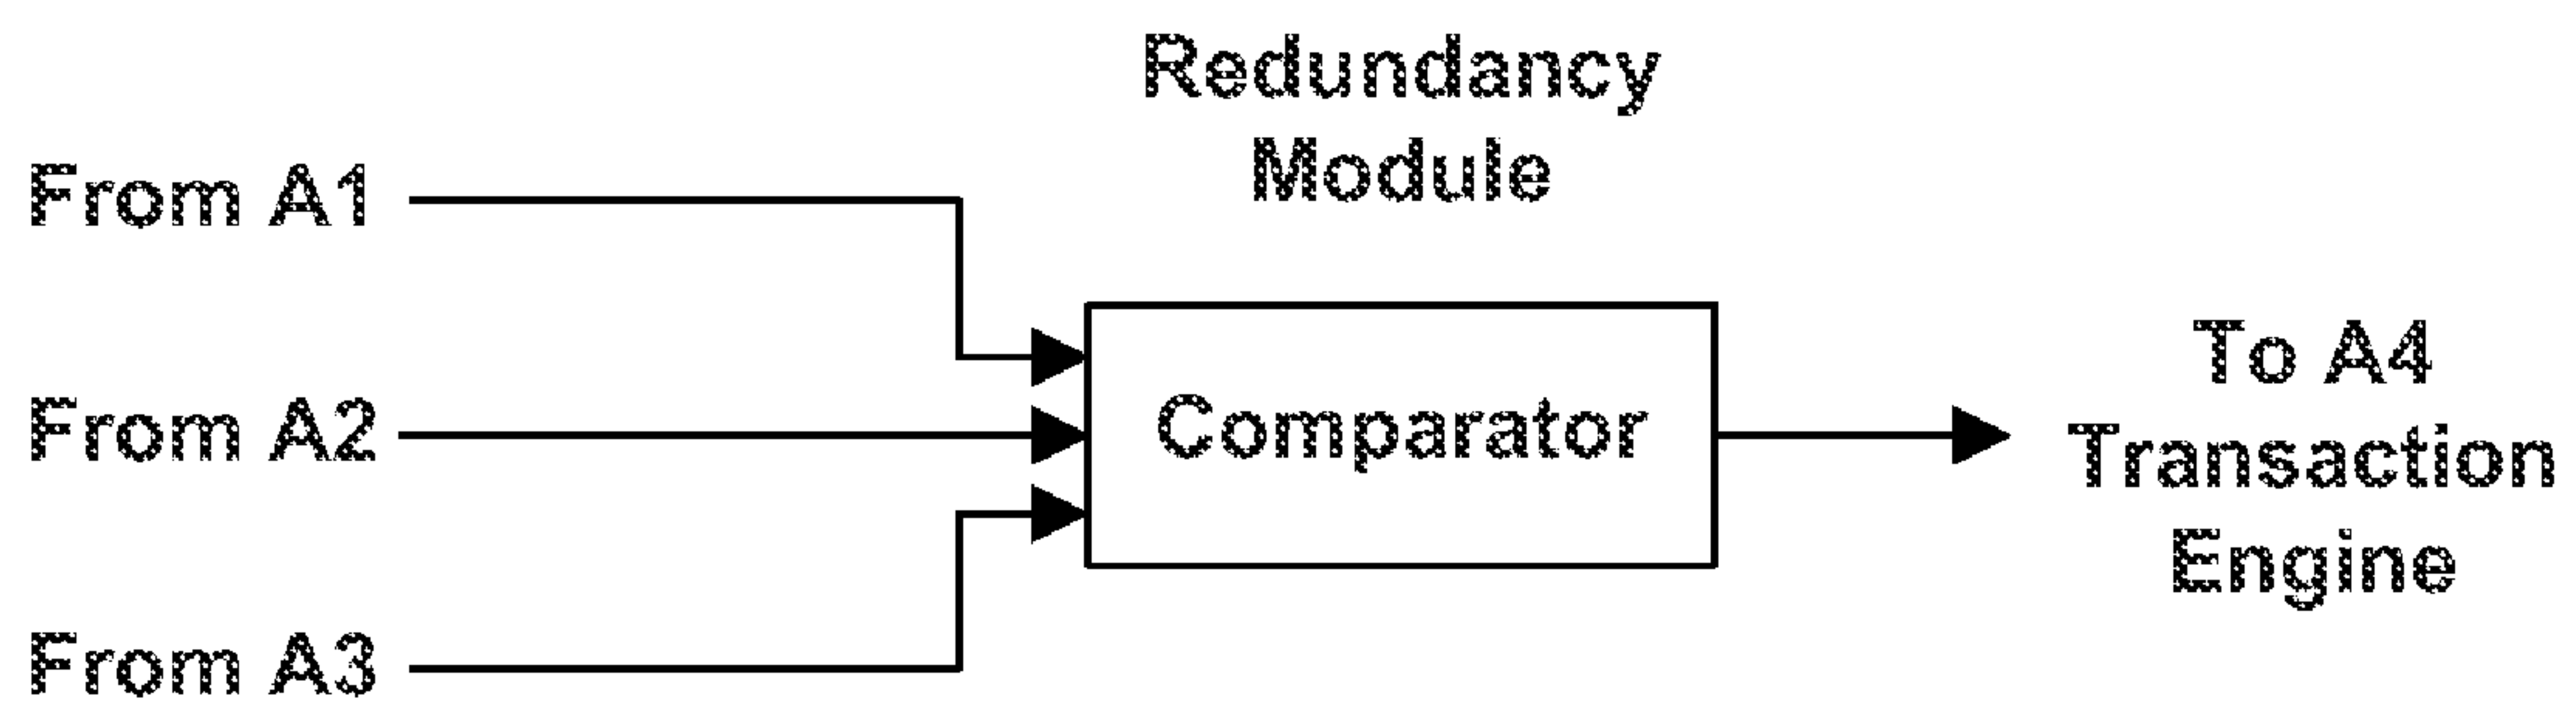 Redundancy
Module
From A1
From A2
From A3
Comparator
To A4
Transaction
Engine